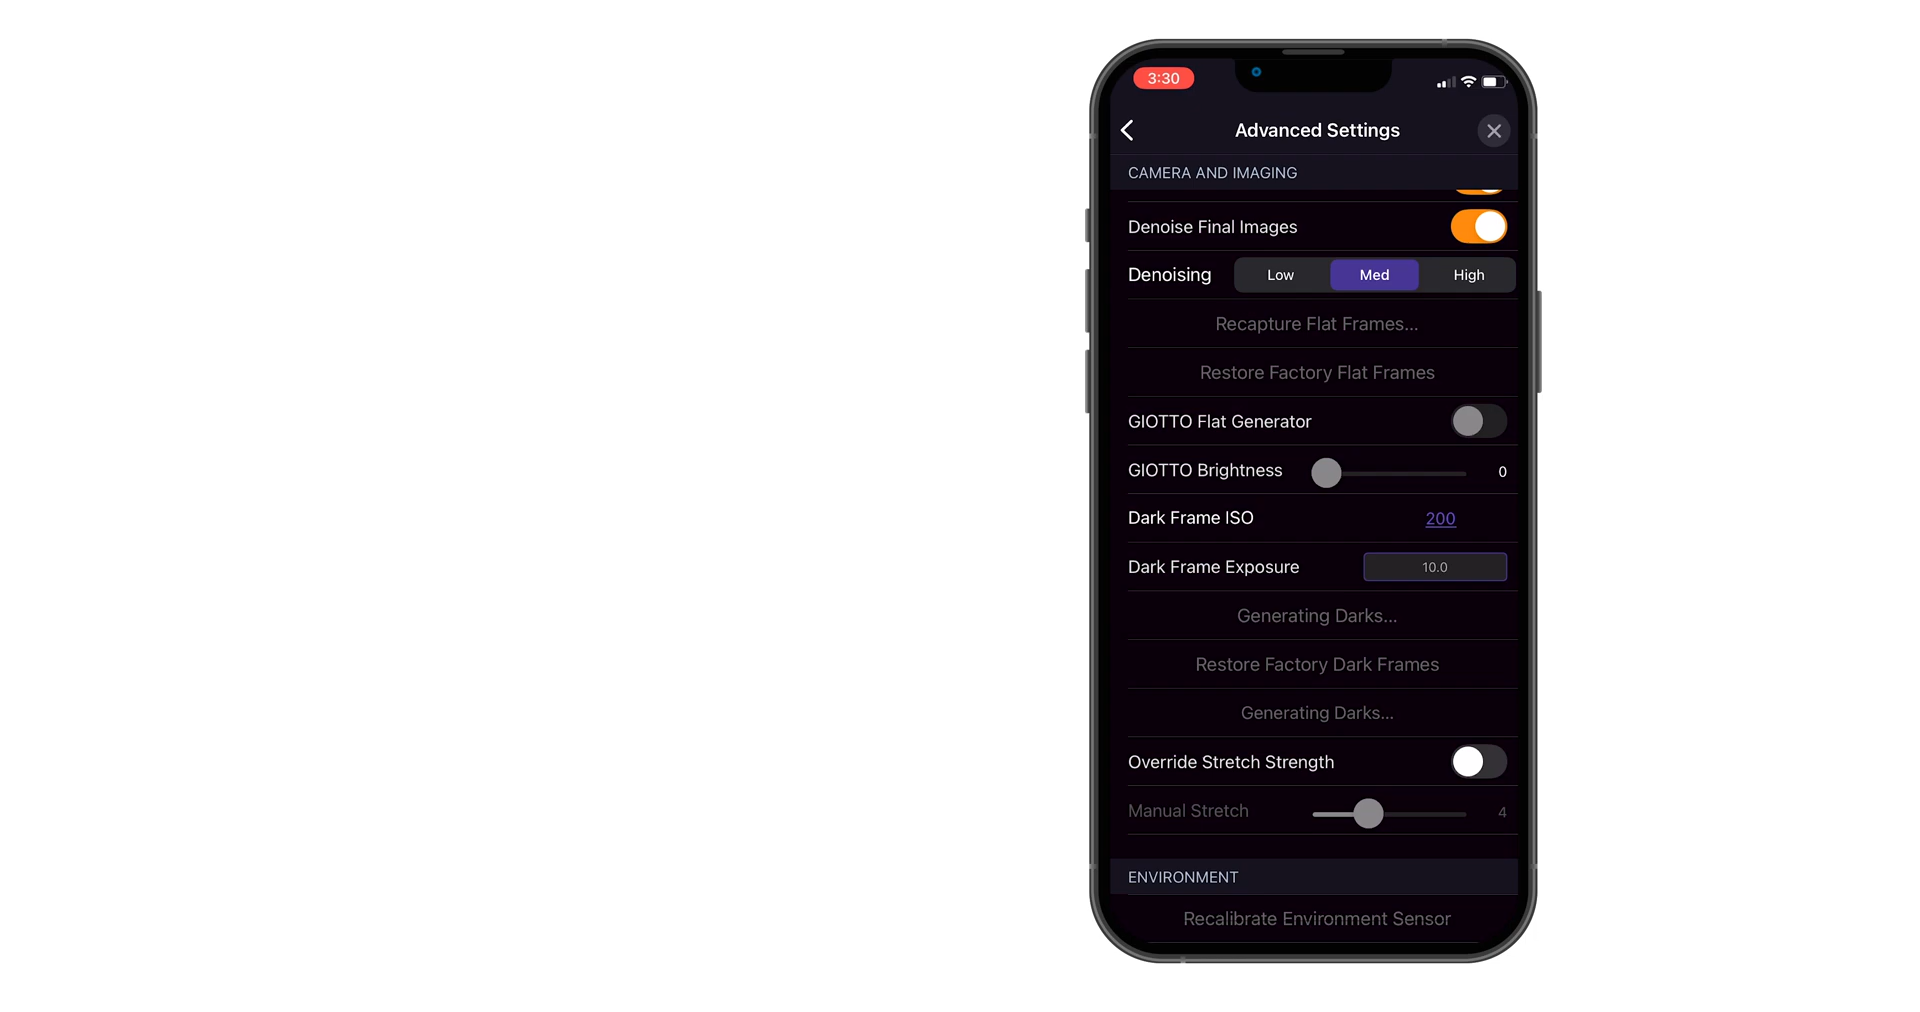 3:30
Advanced Settings
CAMERA AND IMAGING
Denoise Final Images
Denoising Low Med High
Recapture Flat Frames...
Restore Factory Flat Frames
GIOTTO Flat Generator
GIOTTO Brightness 0
Dark Frame ISO 200
Dark Frame Exposure 10.0
Generating Darks...
Restore Factory Dark Frames
Generating Darks...
Override Stretch Strength
Manual Stretch 4
ENVIRONMENT
Recalibrate Environment Sensor